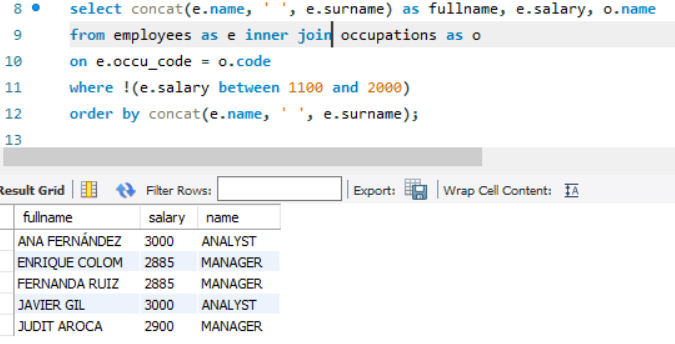 8 select concat(e.name, ' ', e.surname) as fullname, e.salary, o.name
9 from employees as e inner join occupations as o
10 on e.occu_code = o.code
11 where !(e.salary between 1100 and 2000)
12 order by concat(e.name, ' ', e.surname);
13
Result Grid Filter Rows: Export: Wrap Cell Content: IA
fullname salary name
ANA FERNÁNDEZ 3000 ANALYST
ENRIQUE COLOM 2885 MANAGER
FERNANDA RUIZ 2885 MANAGER
JAVIER GIL 3000 ANALYST
JUDIT AROCA 2900 MANAGER